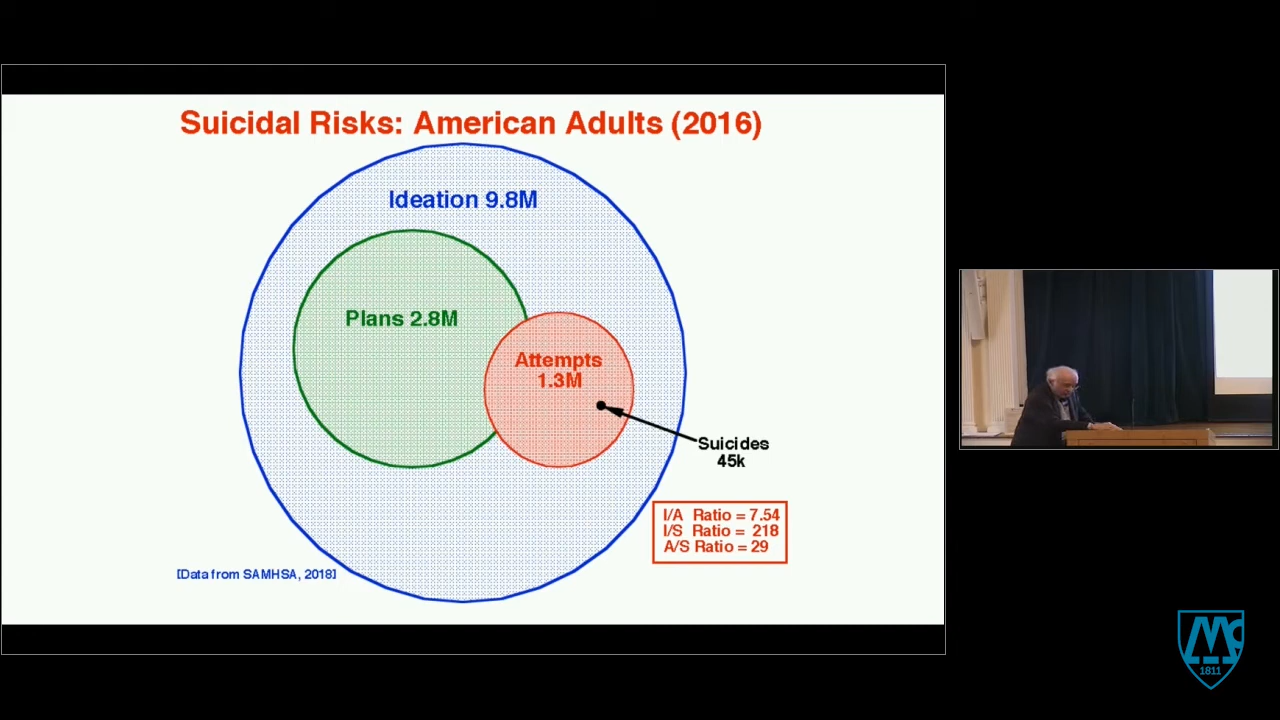 Suicidal Risks: American Adults (2016)
Ideation 9.8M
Plans 2.8M
Attempts
1.3M
Suicides
45k
I/A Ratio = 7.54
I/S Ratio = 218
A/S Ratio = 29
[Data from SAMHSA, 2018]
Mc
1811